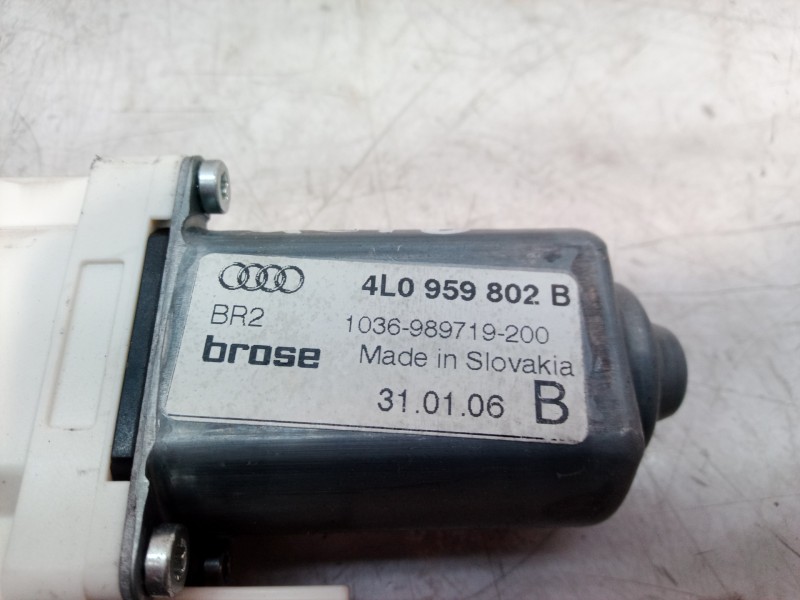 4L0 959 802 B
BR2 1036-989719-200
brose Made in Slovakia
31.01.06 B